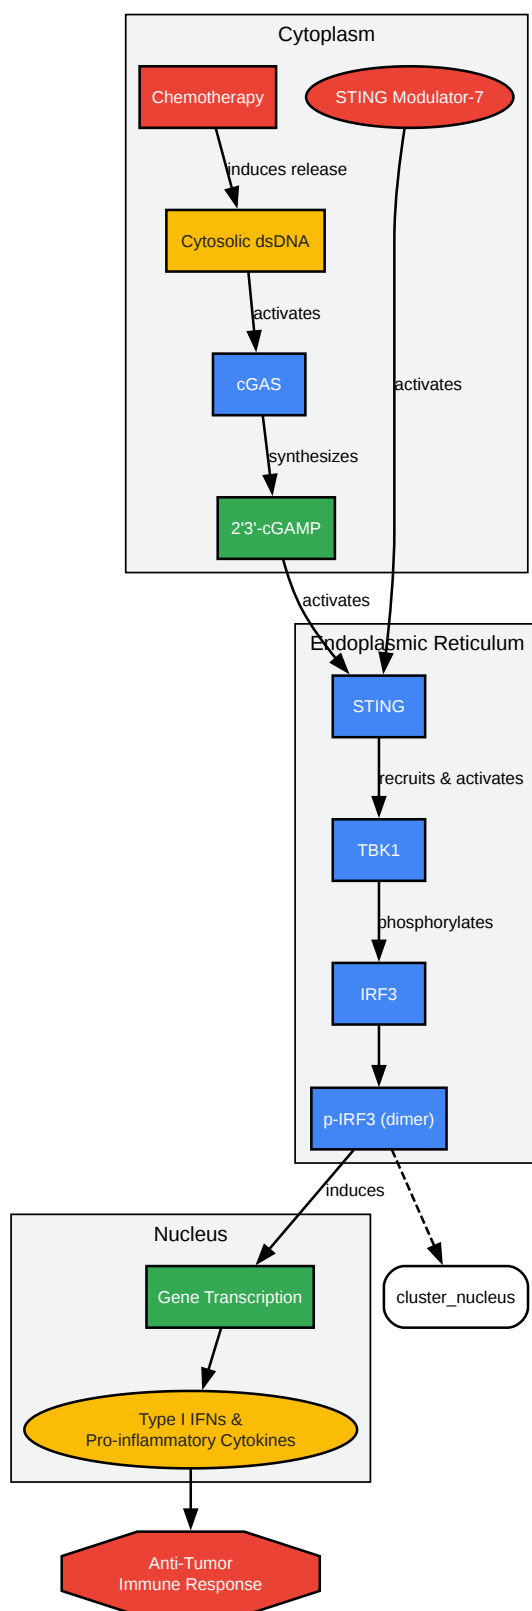 Cytoplasm
Chemotherapy
STING Modulator-7
induces release
Cytosolic dsDNA
activates
cGAS
activates
synthesizes
2'3'-cGAMP
activates
Endoplasmic Reticulum
STING
recruits & activates
TBK1
phosphorylates
IRF3
p-IRF3 (dimer)
induces
Nucleus
Gene Transcription
cluster_nucleus
Type I IFNs &
Pro-inflammatory Cytokines
Anti-Tumor
Immune Response